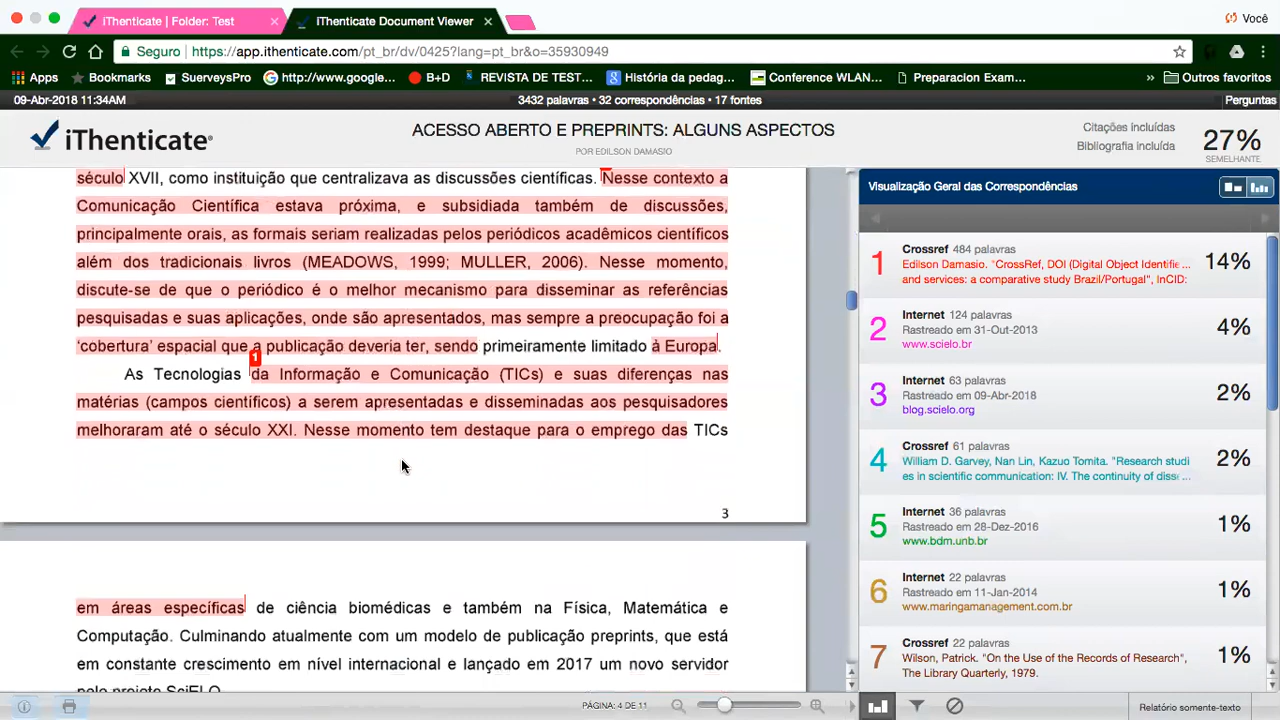 iThenticate | Folder: Test
iThenticate Document Viewer
Você
Seguro https://app.ithenticate.com/pt_br/dv/0425?lang=pt_br&o=35930949
Apps Bookmarks SuerveysPro http://www.google... B+D REVISTA DE TEST... História da pedag... Conference WLAN... Preparacion Exam... » Outros favoritos
09-Abr-2018 11:34AM 3432 palavras • 32 correspondências • 17 fontes Perguntas
iThenticate®
ACESSO ABERTO E PREPRINTS: ALGUNS ASPECTOS
POR EDILSON DAMASIO
Citações incluídas
Bibliografia incluída
27%
SEMELHANTE
século XVII, como instituição que centralizava as discussões científicas. Nesse contexto a
Comunicação Científica estava próxima, e subsidiada também de discussões,
principalmente orais, as formais seriam realizadas pelos periódicos acadêmicos científicos
além dos tradicionais livros (MEADOWS, 1999; MULLER, 2006). Nesse momento,
discute-se de que o periódico é o melhor mecanismo para disseminar as referências
pesquisadas e suas aplicações, onde são apresentados, mas sempre a preocupação foi a
‘cobertura’ espacial que a publicação deveria ter, sendo primeiramente limitado à Europa.
1
As Tecnologias da Informação e Comunicação (TICs) e suas diferenças nas
matérias (campos científicos) a serem apresentadas e disseminadas aos pesquisadores
melhoraram até o século XXI. Nesse momento tem destaque para o emprego das TICs
3
em áreas específicas de ciência biomédicas e também na Física, Matemática e
Computação. Culminando atualmente com um modelo de publicação preprints, que está
em constante crescimento em nível internacional e lançado em 2017 um novo servidor
pelo projeto SciELO
Visualização Geral das Correspondências
1 Crossref 484 palavras
Edilson Damasio. "CrossRef, DOI (Digital Object Identifie...
and services: a comparative study Brazil/Portugal", InCID:
14%
2 Internet 124 palavras
Rastreado em 31-Out-2013
www.scielo.br
4%
3 Internet 63 palavras
Rastreado em 09-Abr-2018
blog.scielo.org
2%
4 Crossref 61 palavras
William D. Garvey, Nan Lin, Kazuo Tomita. "Research studi
es in scientific communication: IV. The continuity of disse...
2%
5 Internet 36 palavras
Rastreado em 28-Dez-2016
www.bdm.unb.br
1%
6 Internet 22 palavras
Rastreado em 11-Jan-2014
www.maringamanagement.com.br
1%
7 Crossref 22 palavras
Wilson, Patrick. "On the Use of the Records of Research",
The Library Quarterly, 1979.
1%
PÁGINA: 4 DE 11
Relatório somente-texto